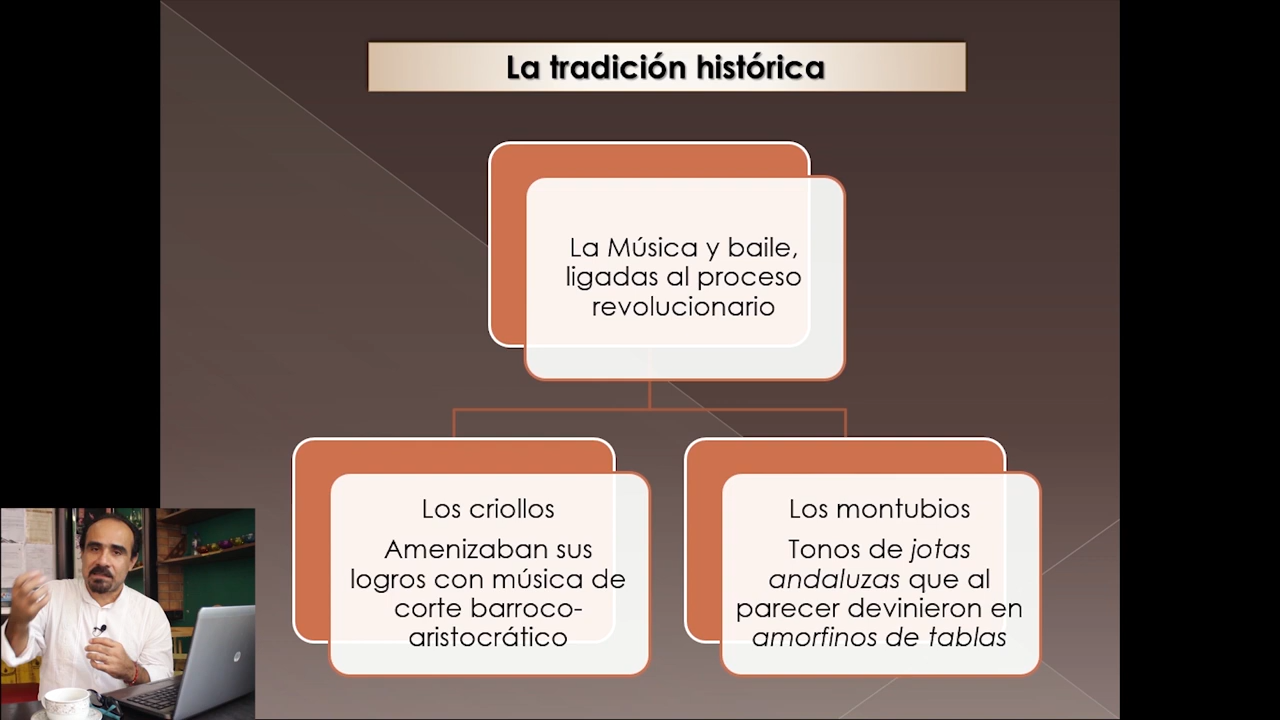 La tradición histórica
La Música y baile,
ligadas al proceso
revolucionario
Los criollos
Amenizaban sus
logros con música de
corte barroco-
aristocrático
Los montubios
Tonos de jotas
andaluzas que al
parecer devinieron en
amorfinos de tablas